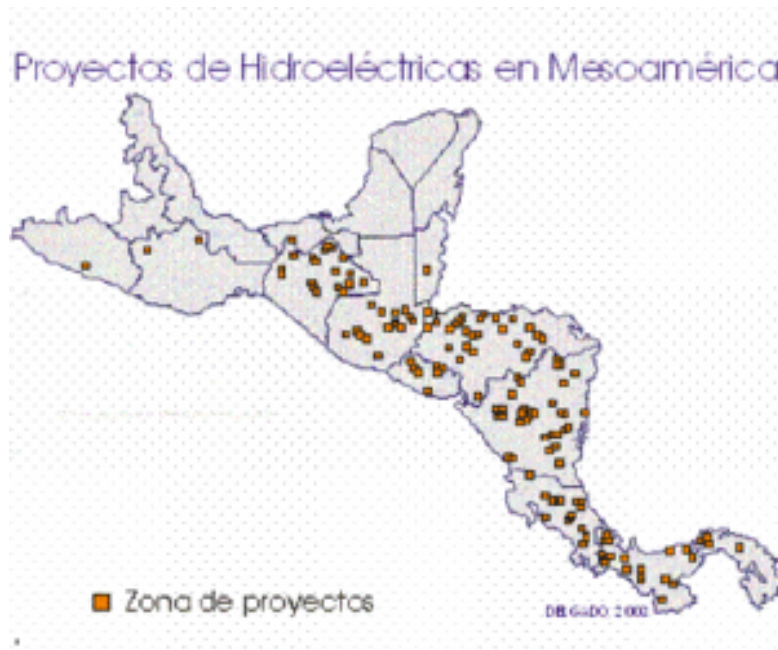 Proyectos de Hidroeléctricas en Mesoamérica
Zona de proyectos
DELGADO, 2002